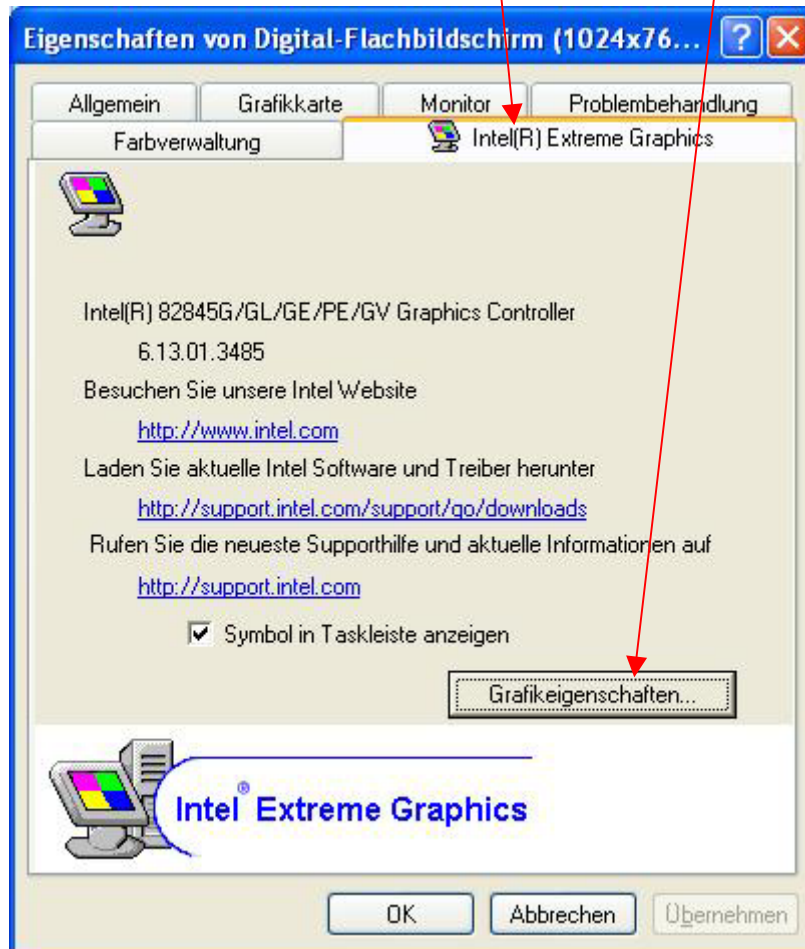 Eigenschaften von Digital-Flachbildschirm (1024x76...
Allgemein Grafikkarte Monitor Problembehandlung
Farbverwaltung Intel(R) Extreme Graphics
Intel(R) 82845G/GL/GE/PE/GV Graphics Controller
6.13.01.3485
Besuchen Sie unsere Intel Website
http://www.intel.com
Laden Sie aktuelle Intel Software und Treiber herunter
http://support.intel.com/support/go/downloads
Rufen Sie die neueste Supporthilfe und aktuelle Informationen auf
http://support.intel.com
Symbol in Taskleiste anzeigen
Grafikeigenschaften...
Intel® Extreme Graphics
OK Abbrechen Übernehmen